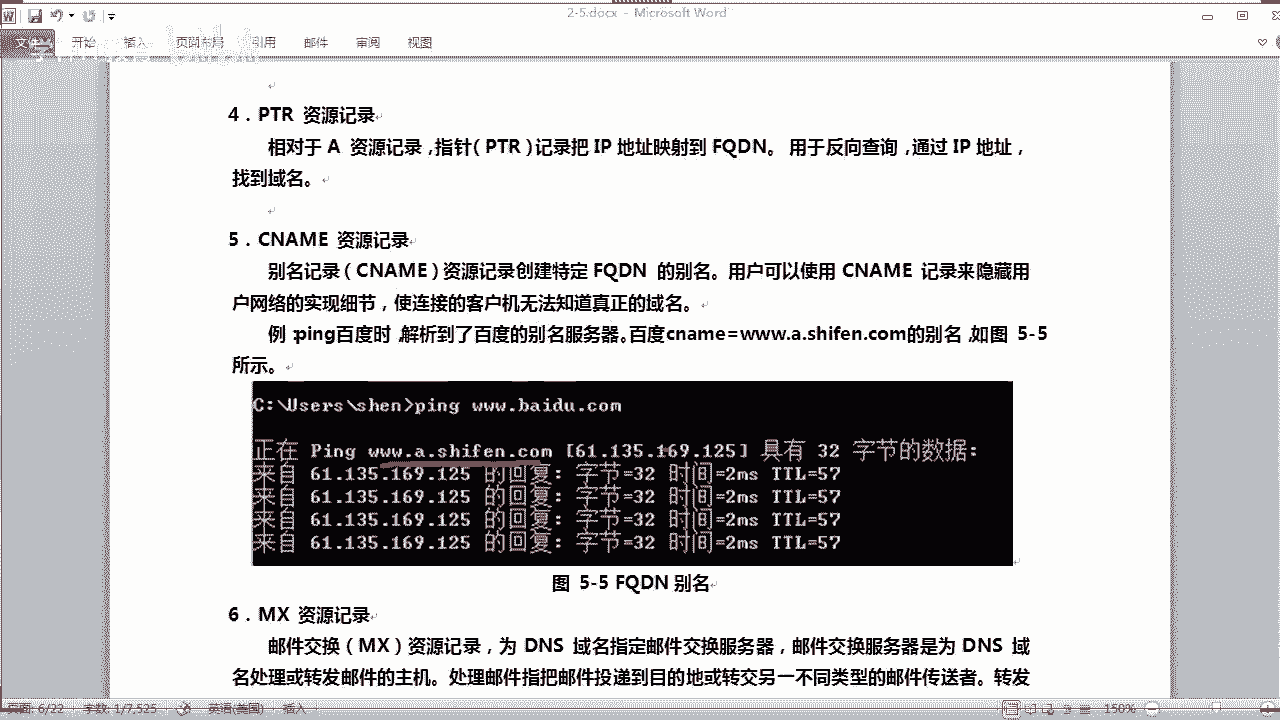 2-5.docx - Microsoft Word
文件 开始 插入 页面布局 引用 邮件 审阅 视图
4．PTR 资源记录
相对于 A 资源记录，指针（PTR）记录把 IP 地址映射到 FQDN。 用于反向查询，通过 IP 地址，
找到域名。
5．CNAME 资源记录
别名记录（CNAME）资源记录创建特定 FQDN 的别名。用户可以使用 CNAME 记录来隐藏用
户网络的实现细节，使连接的客户机无法知道真正的域名。
例 ping百度时 解析到了百度的别名服务器。百度cname=www.a.shifen.com的别名 如图 5-5
所示。
C:\Users\shen>ping www.baidu.com
正在 Ping www.a.shifen.com [61.135.169.125] 具有 32 字节的数据:
来自 61.135.169.125 的回复: 字节=32 时间=2ms TTL=57
来自 61.135.169.125 的回复: 字节=32 时间=2ms TTL=57
来自 61.135.169.125 的回复: 字节=32 时间=2ms TTL=57
来自 61.135.169.125 的回复: 字节=32 时间=2ms TTL=57
图 5-5 FQDN 别名
6．MX 资源记录
邮件交换（MX）资源记录，为 DNS 域名指定邮件交换服务器，邮件交换服务器是为 DNS 域
名处理或转发邮件的主机。处理邮件指把邮件投递到目的地或转交另一不同类型的邮件传送者。转发
页面: 6/22 字数: 1/7,525 英语(美国) 插入 150%